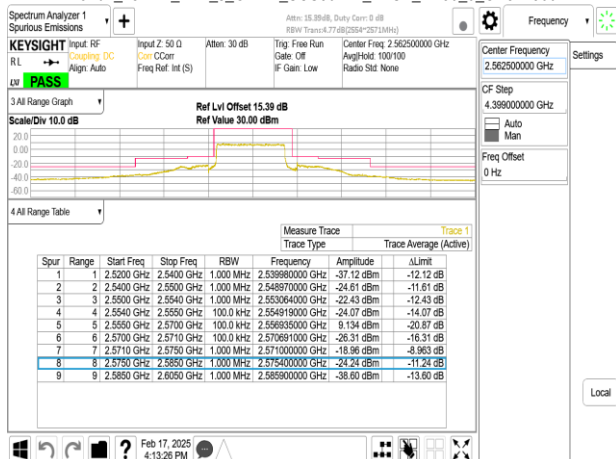 Spectrum Analyzer 1
Spurious Emissions
Attn: 15.39dB, Duty Corr: 0 dB
RBW Trans:4.77dB(2554~2571MHz)
Frequency
KEYSIGHT
Input: RF
Coupling: DC
Align: Auto
Input Z: 50 Ω
Corr CCorr
Freq Ref: Int (S)
Atten: 30 dB
Trig: Free Run
Gate: Off
IF Gain: Low
Center Freq: 2.562500000 GHz
Avg|Hold: 100/100
Radio Std: None
RL
LXI
PASS
Center Frequency
2.562500000 GHz
Settings
CF Step
4.399000000 GHz
Auto
Man
Freq Offset
0 Hz
3 All Range Graph
Scale/Div 10.0 dB
Ref Lvl Offset 15.39 dB
Ref Value 30.00 dBm
20.0
0.00
-20.0
-40.0
-60.0
4 All Range Table
Measure Trace Trace 1
Trace Type Trace Average (Active)
Spur Range Start Freq Stop Freq RBW Frequency Amplitude ΔLimit
1 1 2.5200 GHz 2.5400 GHz 1.000 MHz 2.539980000 GHz -37.12 dBm -12.12 dB
2 2 2.5400 GHz 2.5500 GHz 1.000 MHz 2.548970000 GHz -24.61 dBm -11.61 dB
3 3 2.5500 GHz 2.5540 GHz 1.000 MHz 2.553064000 GHz -22.43 dBm -12.43 dB
4 4 2.5540 GHz 2.5550 GHz 100.0 kHz 2.554919000 GHz -24.07 dBm -14.07 dB
5 5 2.5550 GHz 2.5700 GHz 100.0 kHz 2.556935000 GHz 9.134 dBm -20.87 dB
6 6 2.5700 GHz 2.5710 GHz 100.0 kHz 2.570691000 GHz -26.31 dBm -16.31 dB
7 7 2.5710 GHz 2.5750 GHz 1.000 MHz 2.571000000 GHz -18.96 dBm -8.963 dB
8 8 2.5750 GHz 2.5850 GHz 1.000 MHz 2.575400000 GHz -24.24 dBm -11.24 dB
9 9 2.5850 GHz 2.6050 GHz 1.000 MHz 2.585900000 GHz -38.60 dBm -13.60 dB
Local
Feb 17, 2025
4:13:26 PM